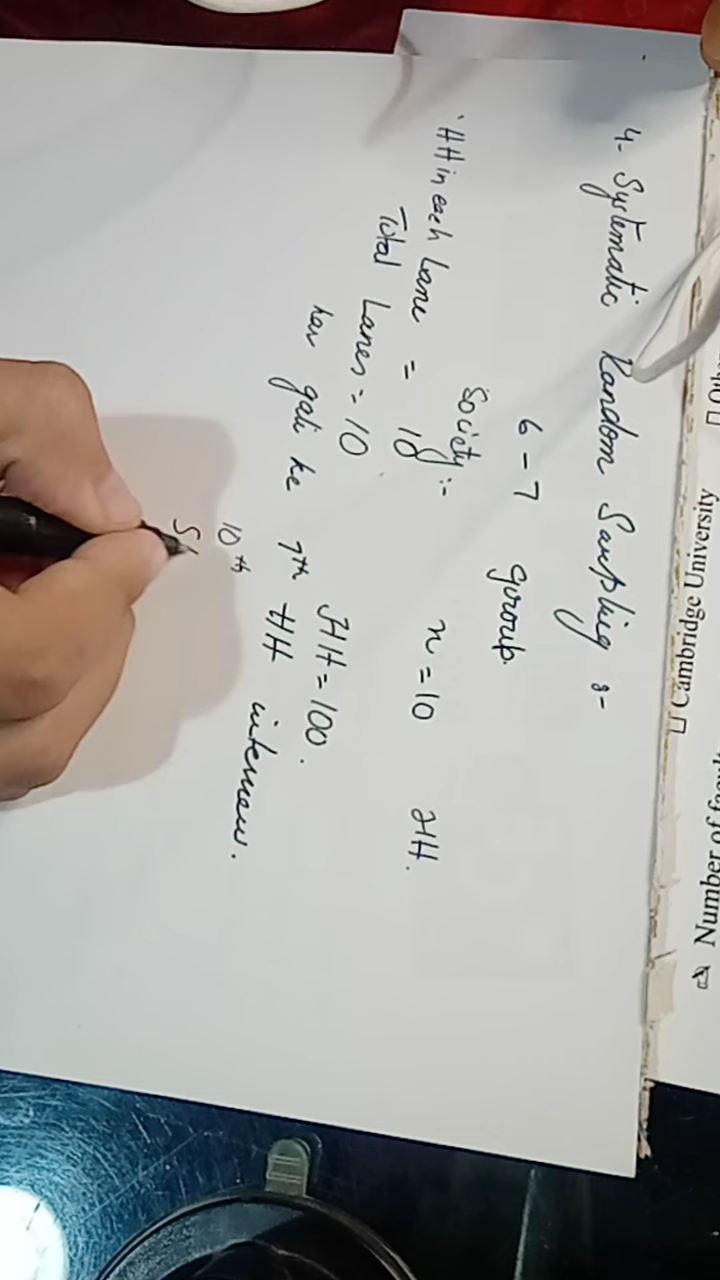 4- Systematic Random Sampling :-
6 - 7 group.
Society :- n = 10 HH.
HH in each Lane = 10
Total Lanes = 10 HH = 100.
har gali ke 7th HH interview.
10th
☐ Cambridge University
Number of